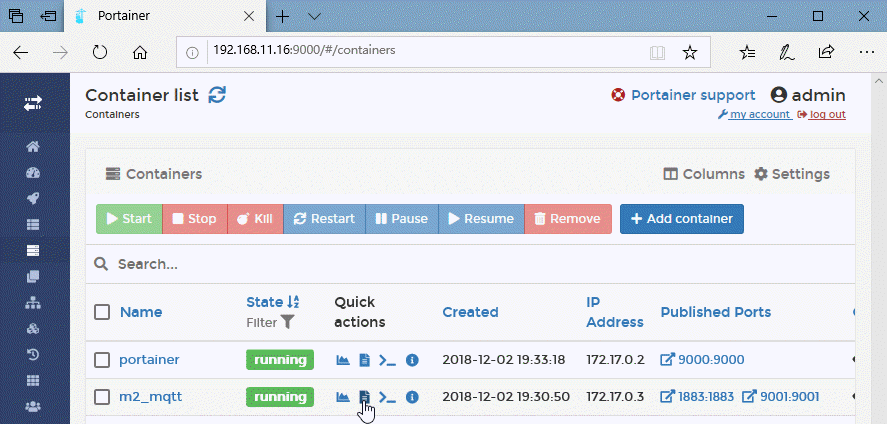 Portainer
192.168.11.16:9000/#/containers
Container list
Portainer support admin
Containers
my account log out
Containers
Columns Settings
Start Stop Kill Restart Pause Resume Remove Add container
Search...
Name State Filter Quick actions Created IP Address Published Ports
portainer running 2018-12-02 19:33:18 172.17.0.2 9000:9000
m2_mqtt running 2018-12-02 19:30:50 172.17.0.3 1883:1883 9001:9001